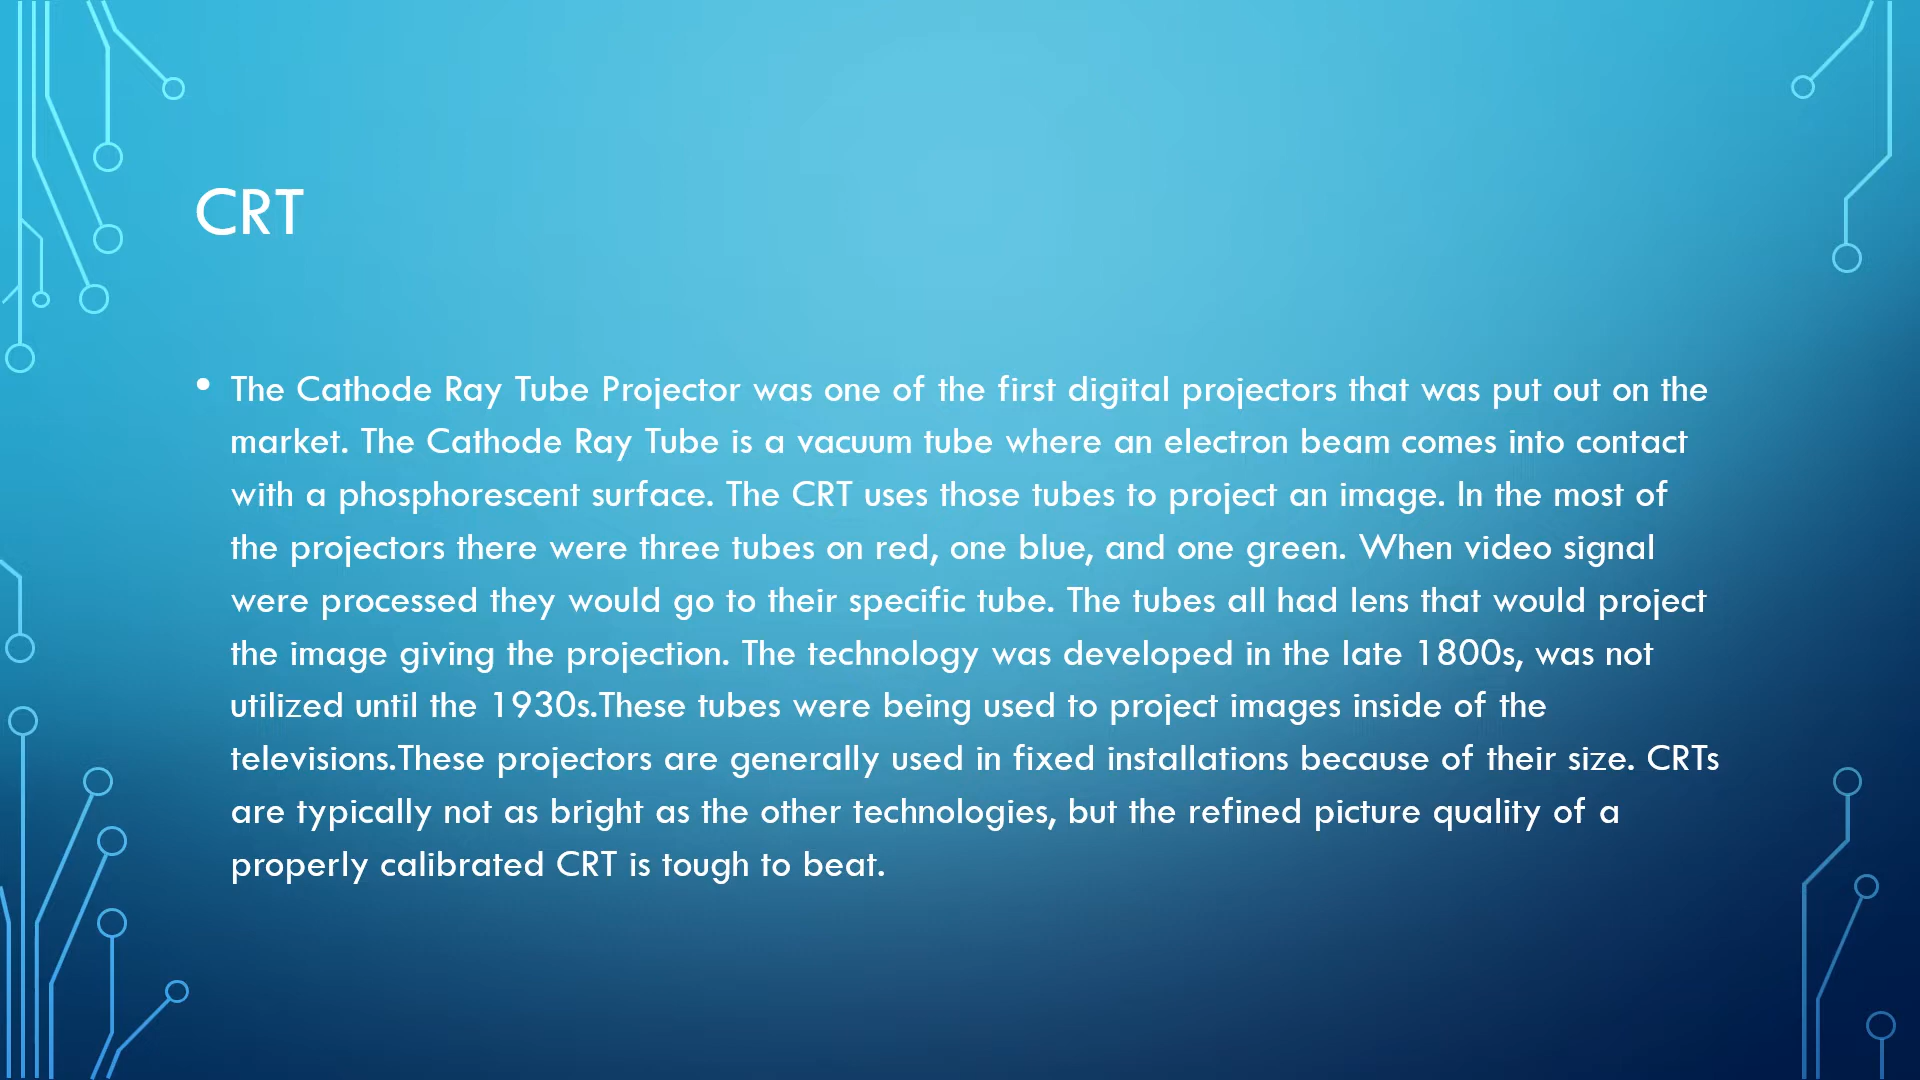 CRT
• The Cathode Ray Tube Projector was one of the first digital projectors that was put out on the
market. The Cathode Ray Tube is a vacuum tube where an electron beam comes into contact
with a phosphorescent surface. The CRT uses those tubes to project an image. In the most of
the projectors there were three tubes on red, one blue, and one green. When video signal
were processed they would go to their specific tube. The tubes all had lens that would project
the image giving the projection. The technology was developed in the late 1800s, was not
utilized until the 1930s.These tubes were being used to project images inside of the
televisions.These projectors are generally used in fixed installations because of their size. CRTs
are typically not as bright as the other technologies, but the refined picture quality of a
properly calibrated CRT is tough to beat.